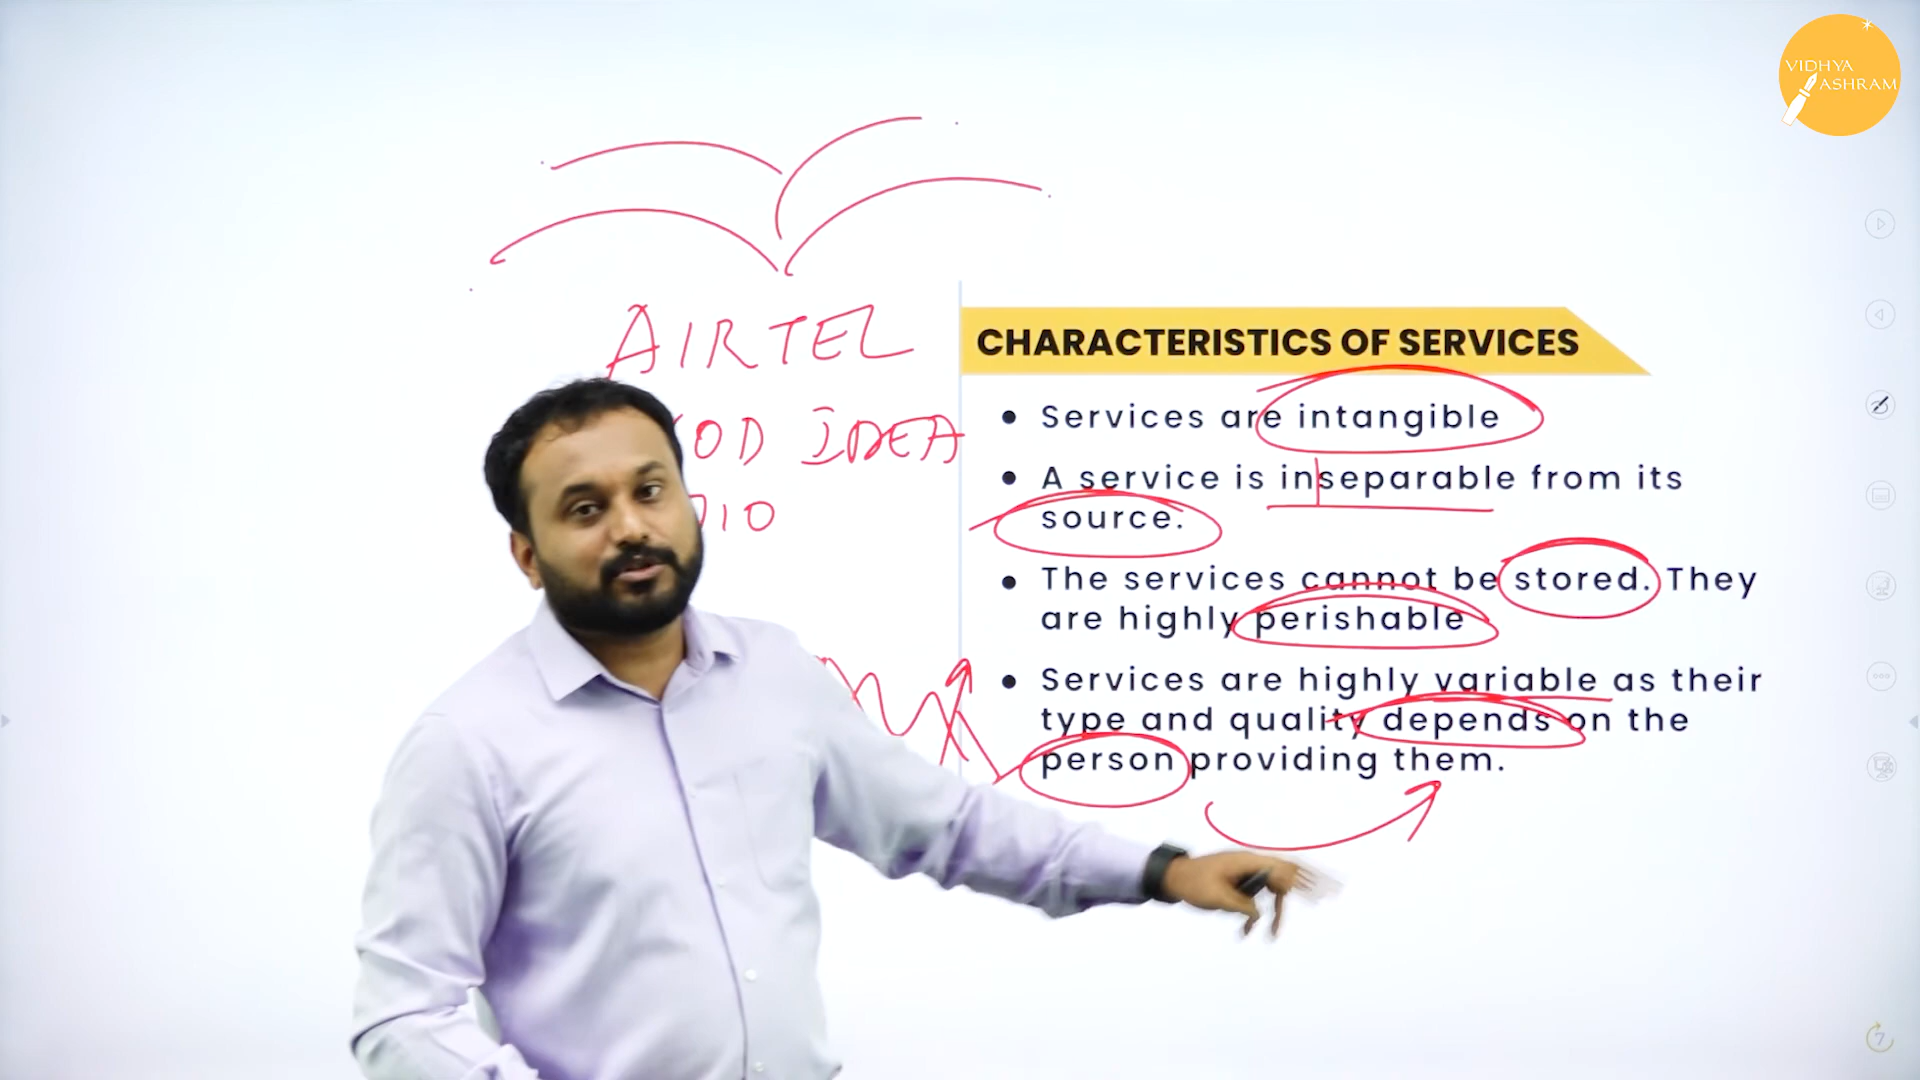 VIDHYA
ASHRAM
AIRTEL
IDEA
CHARACTERISTICS OF SERVICES
• Services are intangible
• A service is inseparable from its
source.
• The services cannot be stored. They
are highly perishable
• Services are highly variable as their
type and quality depends on the
person providing them.
7